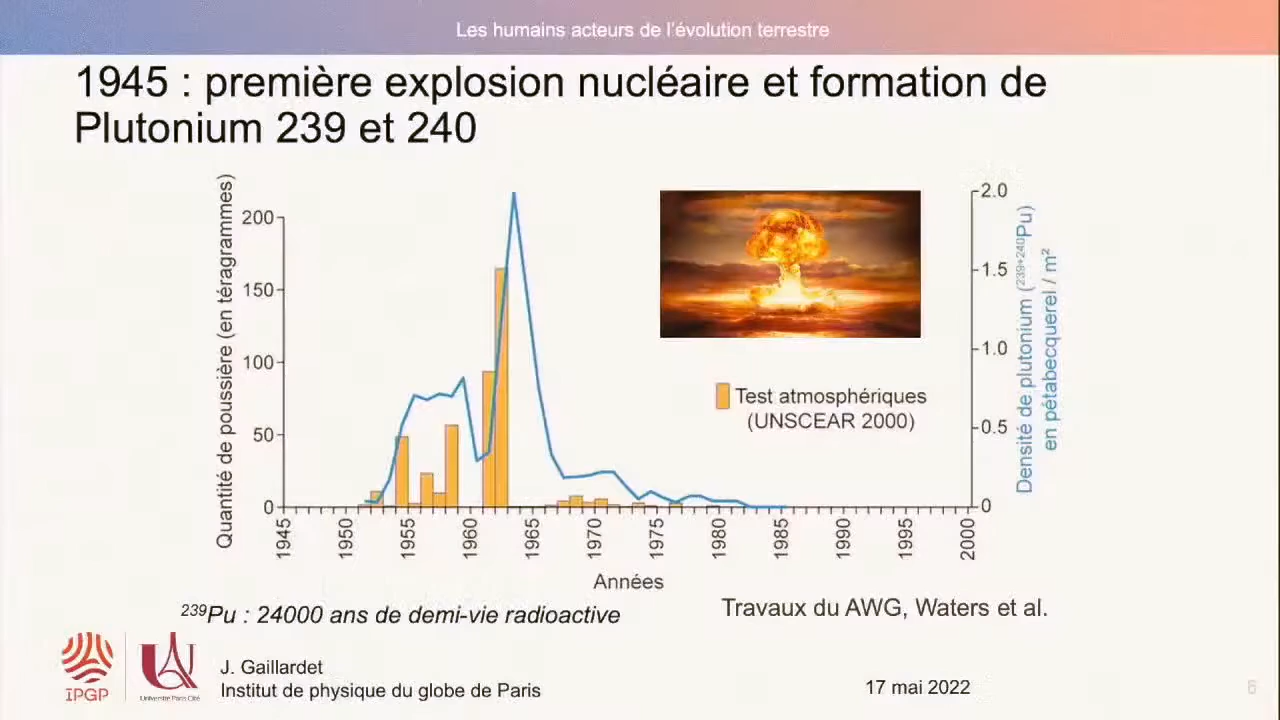 Les humains acteurs de l'évolution terrestre
1945 : première explosion nucléaire et formation de
Plutonium 239 et 240
Quantité de poussière (en téragrammes)
200
150
100
50
0
2.0
1.5
1.0
0.5
0
Densité de plutonium (239+240Pu)
en pétabecquerel / m²
Test atmosphériques
(UNSCEAR 2000)
1945
1950
1955
1960
1965
1970
1975
1980
1985
1990
1995
2000
Années
239Pu : 24000 ans de demi-vie radioactive
Travaux du AWG, Waters et al.
IPGP
Université Paris Cité
J. Gaillardet
Institut de physique du globe de Paris
17 mai 2022
6